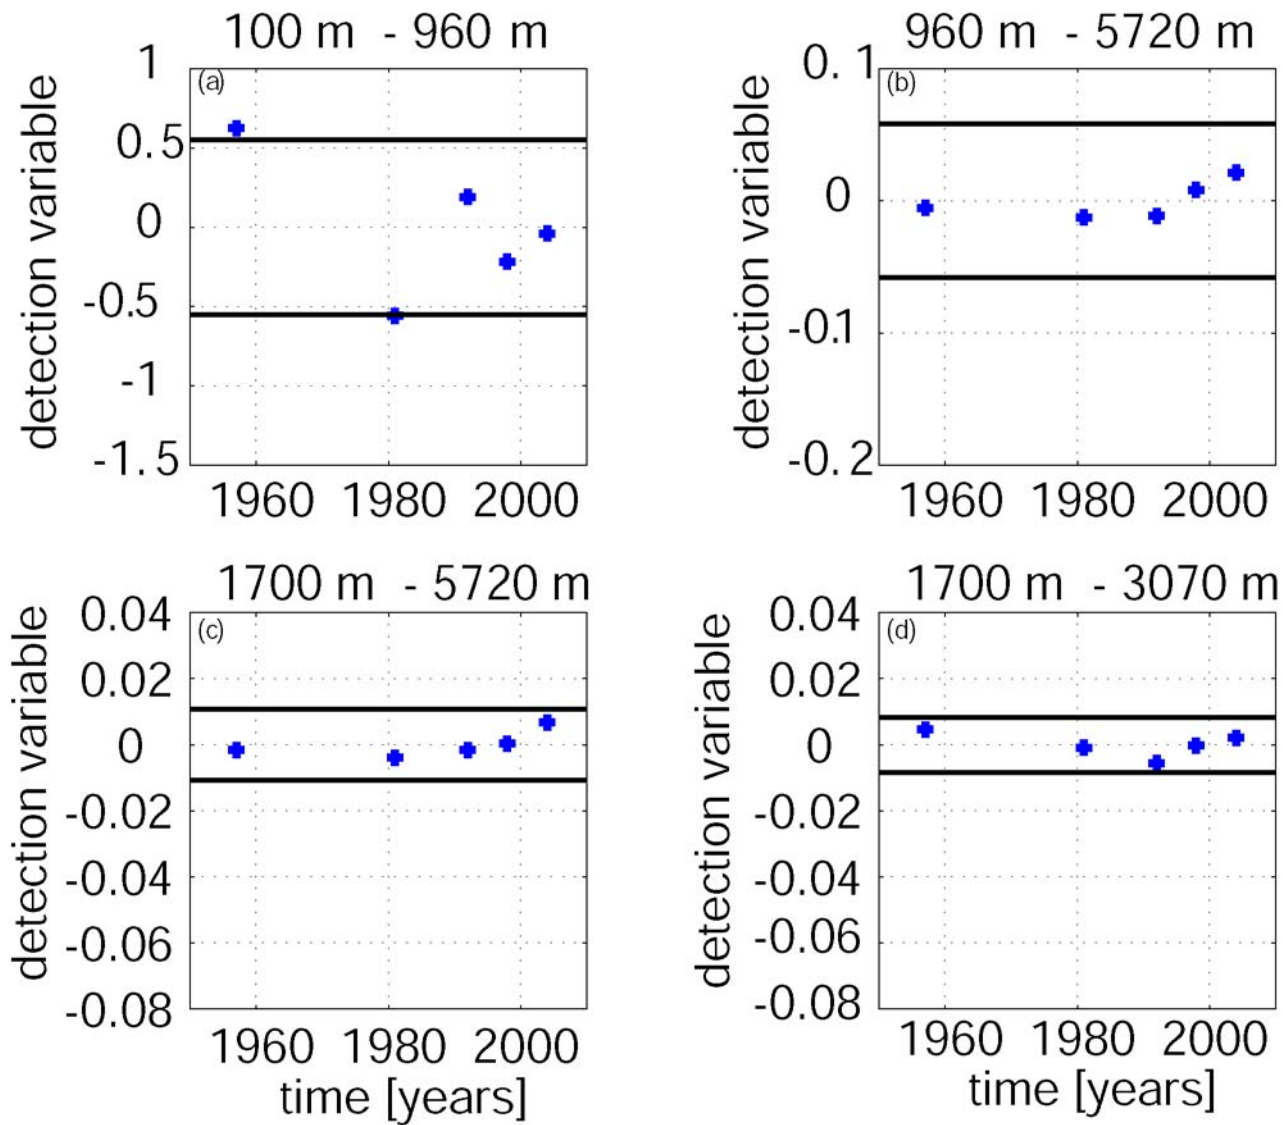 100 m - 960 m
(a)
detection variable
1
0.5
0
-0.5
-1
-1.5
1960 1980 2000
960 m - 5720 m
(b)
detection variable
0.1
0
-0.1
-0.2
1960 1980 2000
1700 m - 5720 m
(c)
detection variable
0.04
0.02
0
-0.02
-0.04
-0.06
-0.08
1960 1980 2000
time [years]
1700 m - 3070 m
(d)
detection variable
0.04
0.02
0
-0.02
-0.04
-0.06
-0.08
1960 1980 2000
time [years]